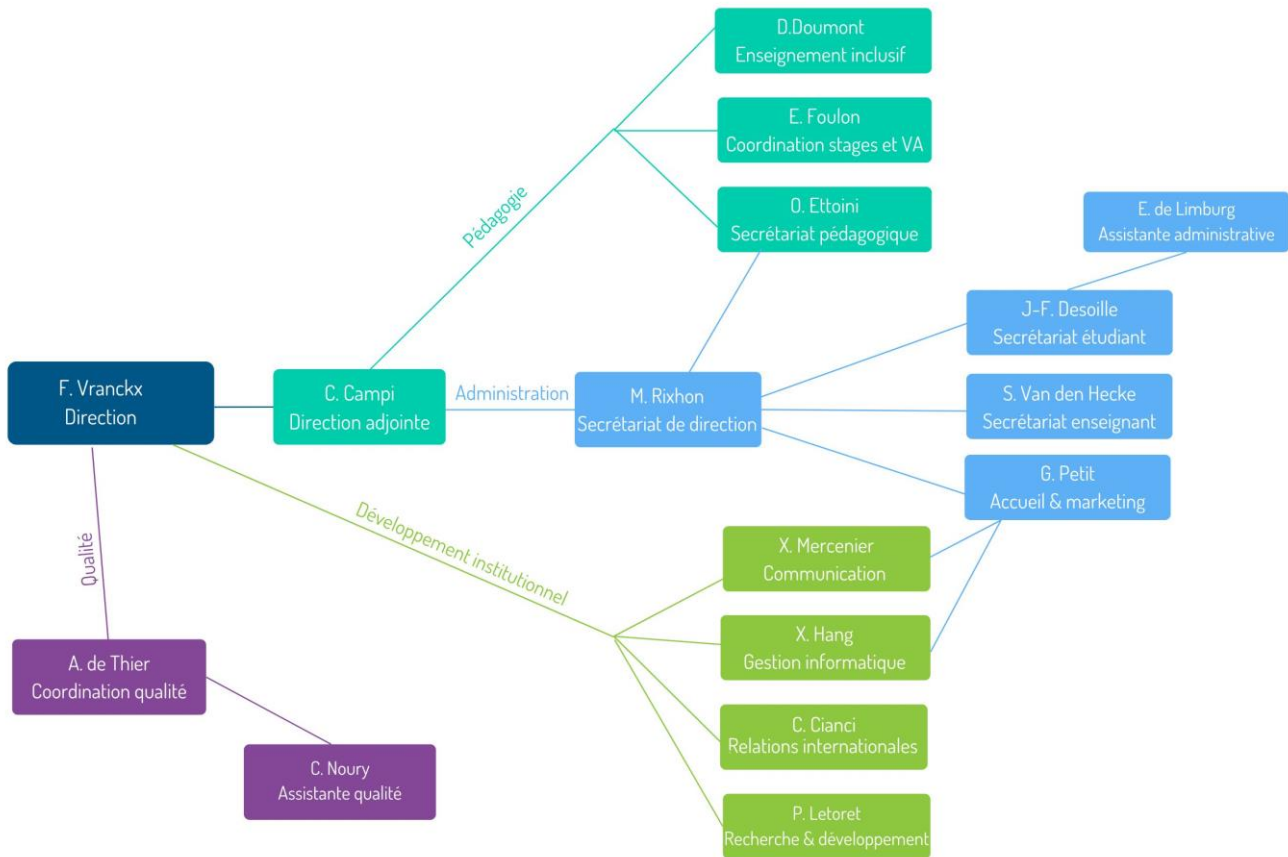 D.Doumont
Enseignement inclusif
E. Foulon
Coordination stages et VA
O. Ettoini
Secrétariat pédagogique
E. de Limburg
Assistante administrative
Pédagogie
J-F. Desoille
Secrétariat étudiant
F. Vranckx
Direction
C. Campi
Direction adjointe
Administration
M. Rixhon
Secrétariat de direction
S. Van den Hecke
Secrétariat enseignant
G. Petit
Accueil & marketing
Développement institutionnel
Qualité
X. Mercenier
Communication
X. Hang
Gestion informatique
A. de Thier
Coordination qualité
C. Cianci
Relations internationales
C. Noury
Assistante qualité
P. Letoret
Recherche & développement